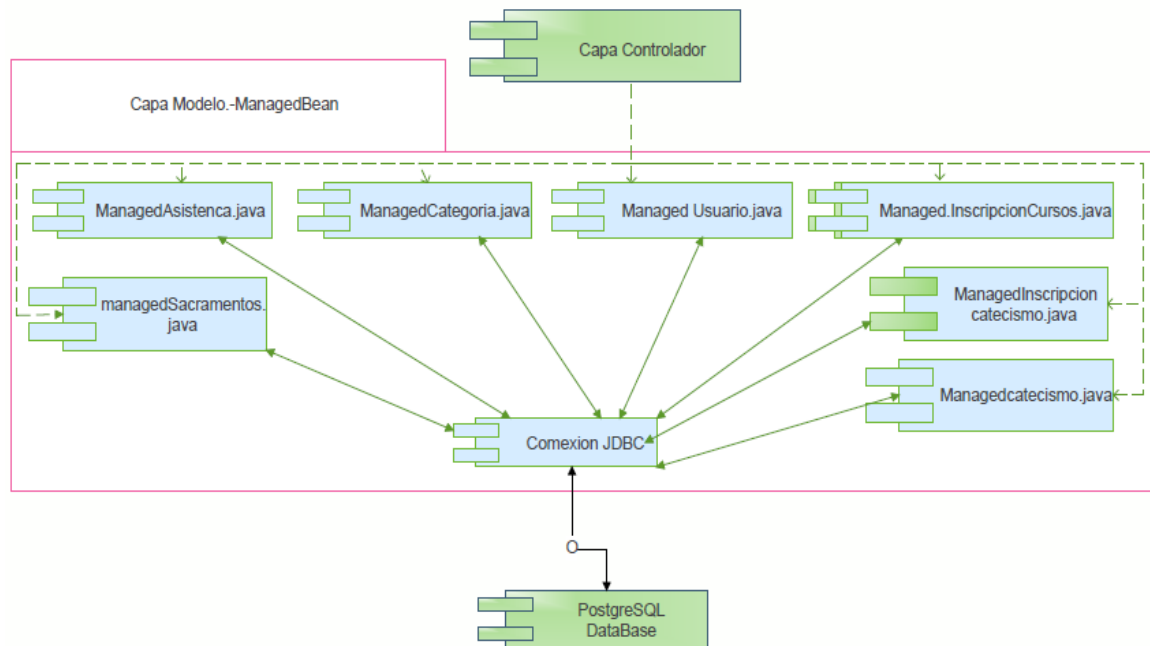 Capa Controlador
Capa Modelo.-ManagedBean
ManagedAsistenca.java
ManagedCategoria.java
Managed Usuario.java
Managed.InscripcionCursos.java
managedSacramentos.
java
ManagedInscripcion
catecismo.java
Managedcatecismo.java
Comexion JDBC
O
PostgreSQL
DataBase